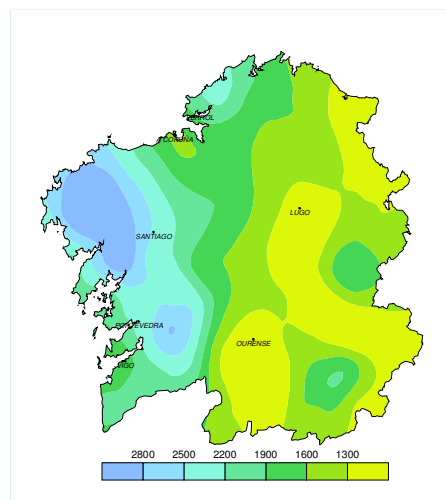 FERROL
CORUÑA
LUGO
SANTIAGO
PONTEVEDRA
OURENSE
VIGO
2800 2500 2200 1900 1600 1300